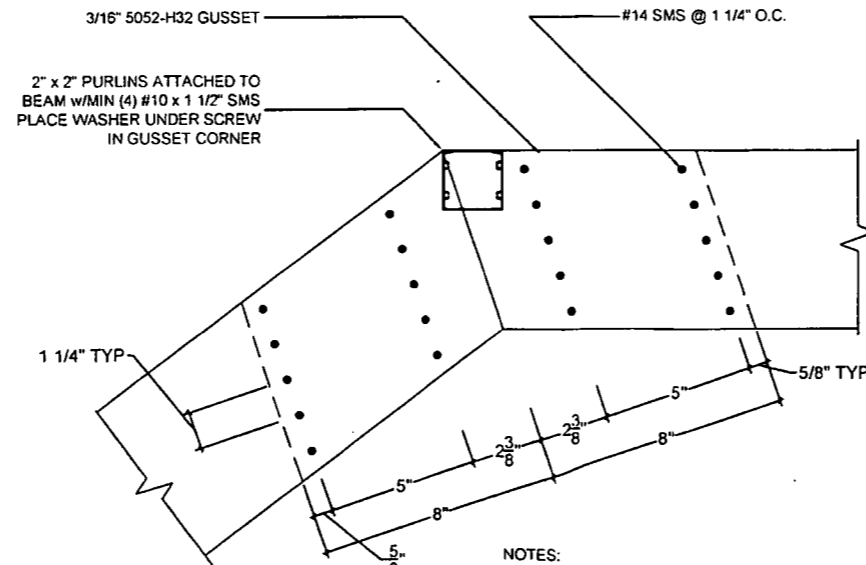 3/16" 5052-H32 GUSSET
#14 SMS @ 1 1/4" O.C.
2" x 2" PURLINS ATTACHED TO
BEAM w/MIN (4) #10 x 1 1/2" SMS
PLACE WASHER UNDER SCREW
IN GUSSET CORNER
1 1/4" TYP
5/8" TYP
5"
2 3/8"
2 3/8"
5"
8"
8"
NOTES: